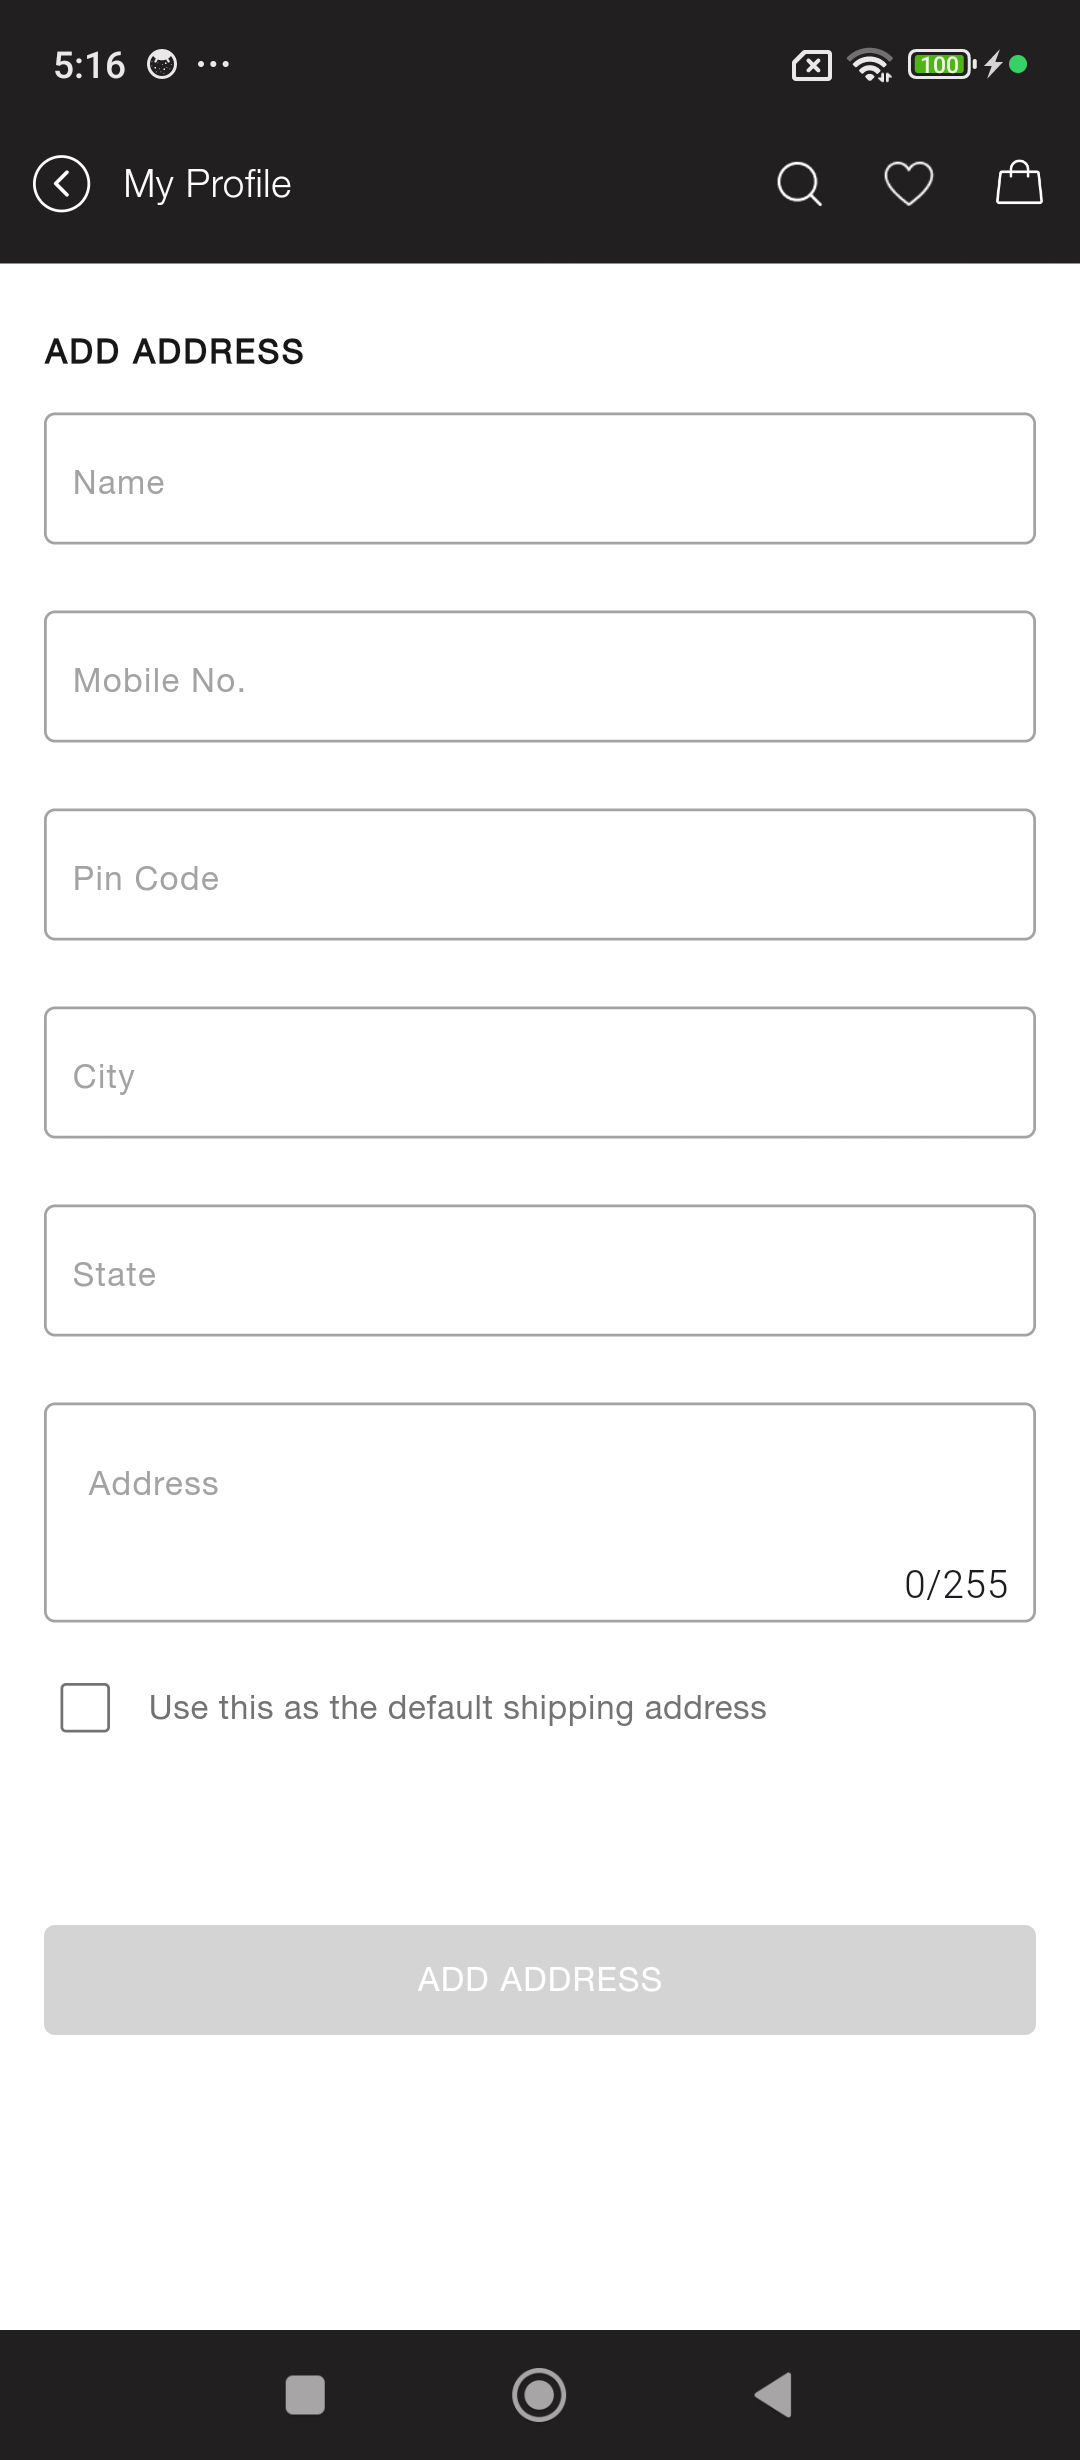 5:16
100
My Profile
ADD ADDRESS
Name
Mobile No.
Pin Code
City
State
Address
0/255
Use this as the default shipping address
ADD ADDRESS